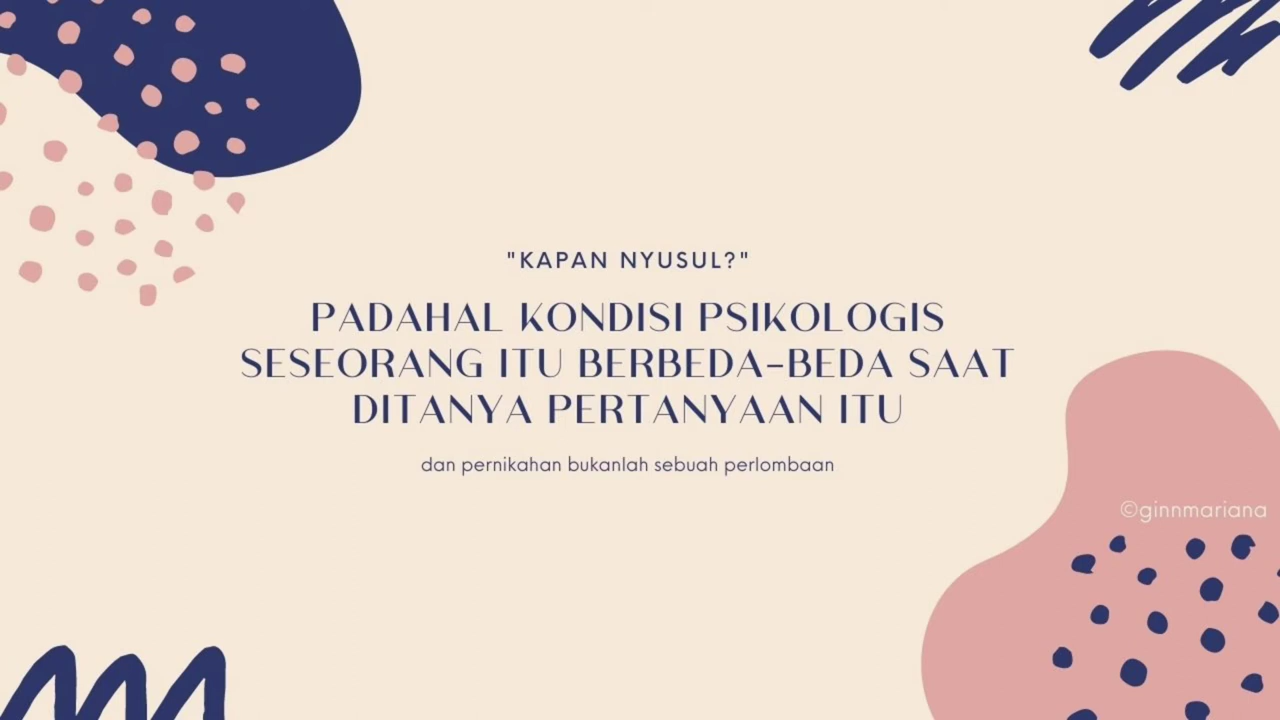 "KAPAN NYUSUL?"
PADAHAL KONDISI PSIKOLOGIS
SESEORANG ITU BERBEDA-BEDA SAAT
DITANYA PERTANYAAN ITU
dan pernikahan bukanlah sebuah perlombaan
©ginnmariana